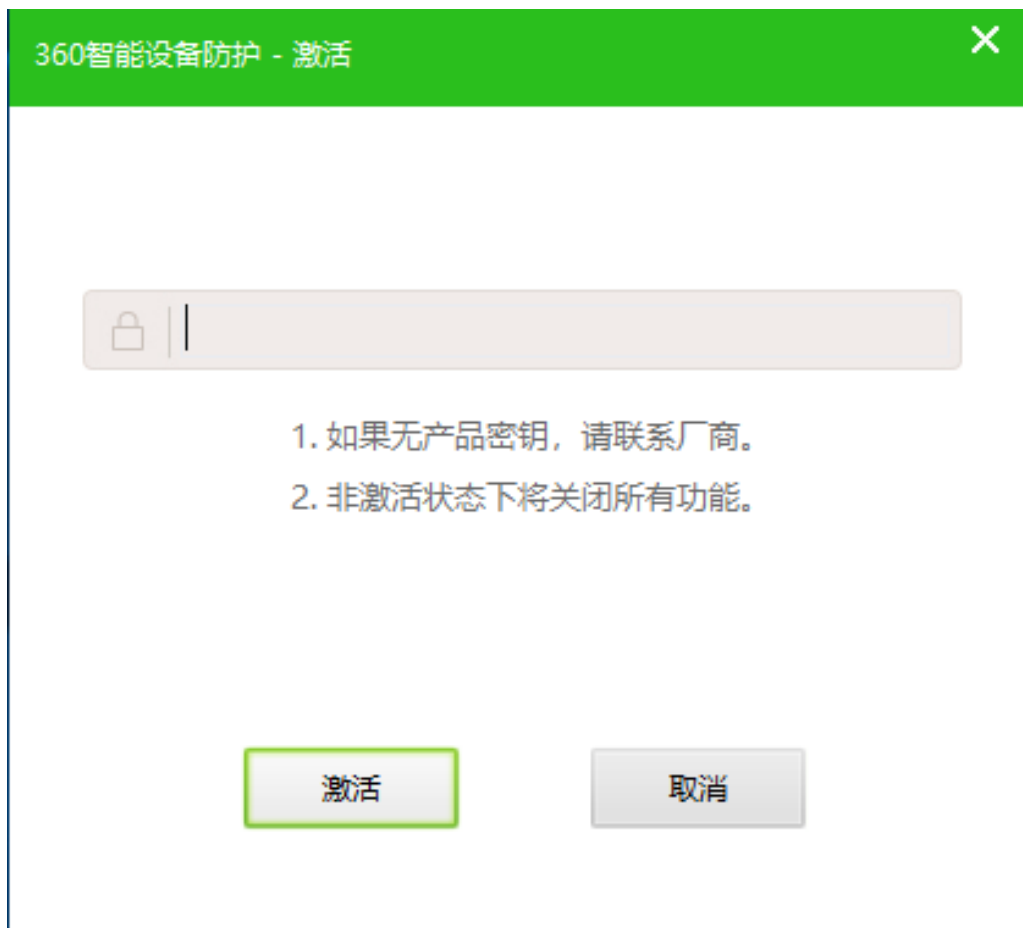 360智能设备防护 - 激活
1. 如果无产品密钥，请联系厂商。
2. 非激活状态下将关闭所有功能。
激活
取消